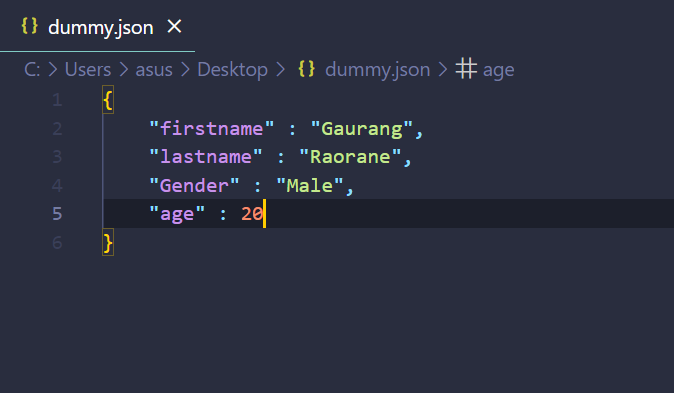 {} dummy.json ×
C: > Users > asus > Desktop > {} dummy.json > # age
1 {
2 "firstname" : "Gaurang",
3 "lastname" : "Raorane",
4 "Gender" : "Male",
5 "age" : 20
6 }